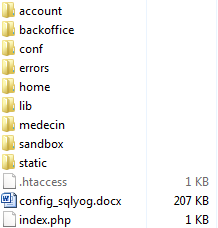 account
backoffice
conf
errors
home
lib
medecin
sandbox
static
.htaccess 1 KB
config_sqlyog.docx 207 KB
index.php 1 KB